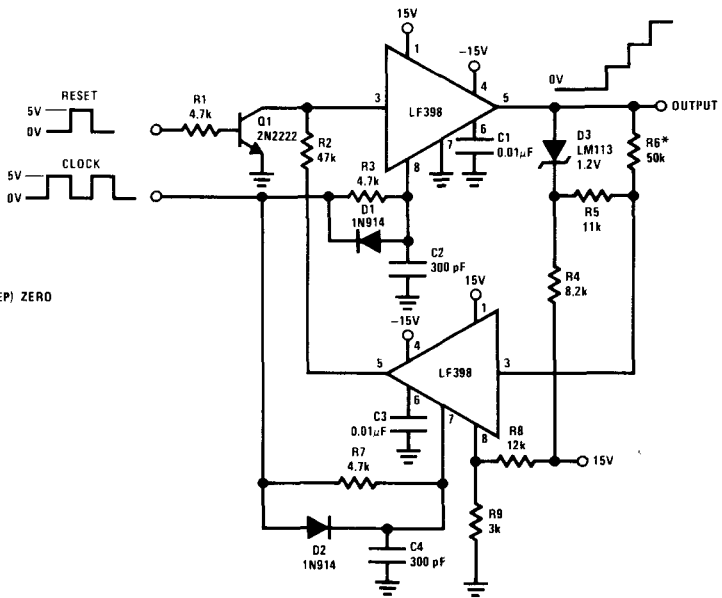 15V
1
-15V
4
0V
RESET
5V
0V
R1
4.7k
Q1
2N2222
3
LF398
5
OUTPUT
6
7
8
C1
0.01µF
D3
LM113
1.2V
R6*
50k
R2
47k
CLOCK
5V
0V
R3
4.7k
D1
1N914
R5
11k
C2
300 pF
R4
8.2k
EP) ZERO
15V
1
-15V
4
5
LF398
3
6
7
8
C3
0.01µF
R8
12k
15V
R7
4.7k
R9
3k
D2
1N914
C4
300 pF